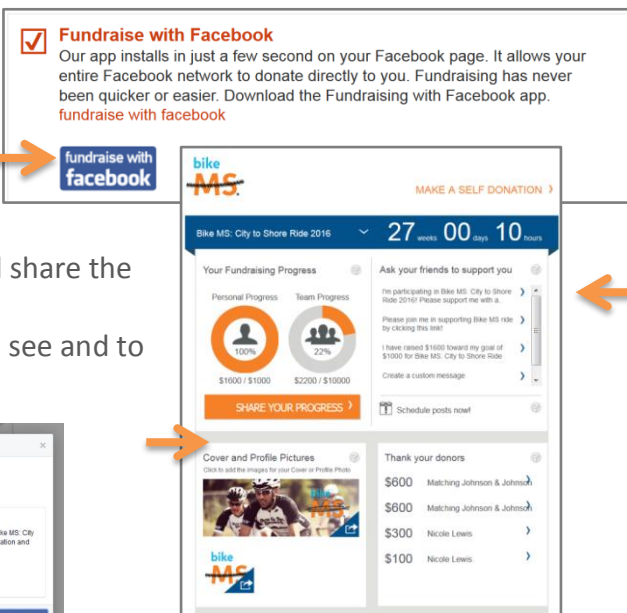 Fundraise with Facebook
Our app installs in just a few second on your Facebook page. It allows your
entire Facebook network to donate directly to you. Fundraising has never
been quicker or easier. Download the Fundraising with Facebook app.
fundraise with facebook
fundraise with
facebook
share the
see and to
bike
MS.
MAKE A SELF DONATION
Bike MS: City to Shore Ride 2016
27 weeks 00 days 10 hours
Your Fundraising Progress
Personal Progress Team Progress
100% 22%
$1600 / $1000 $2200 / $10000
SHARE YOUR PROGRESS
Ask your friends to support you
I'm participating in Bike MS: City to Shore
Ride 2016! Please support me with a.
Please join me in supporting Bike MS ride
by clicking this link!
I have raised $1600 toward my goal of
$1000 for Bike MS: City to Shore Ride
Create a custom message
Schedule posts now!
Cover and Profile Pictures
Click to add the images for your Cover or Profile Photo
bike
MS
bike
MS
Thank your donors
$600 Matching Johnson & Johnson
$600 Matching Johnson & Johnson
$300 Nicole Lewis
$100 Nicole Lewis
ke MS: City
ation and